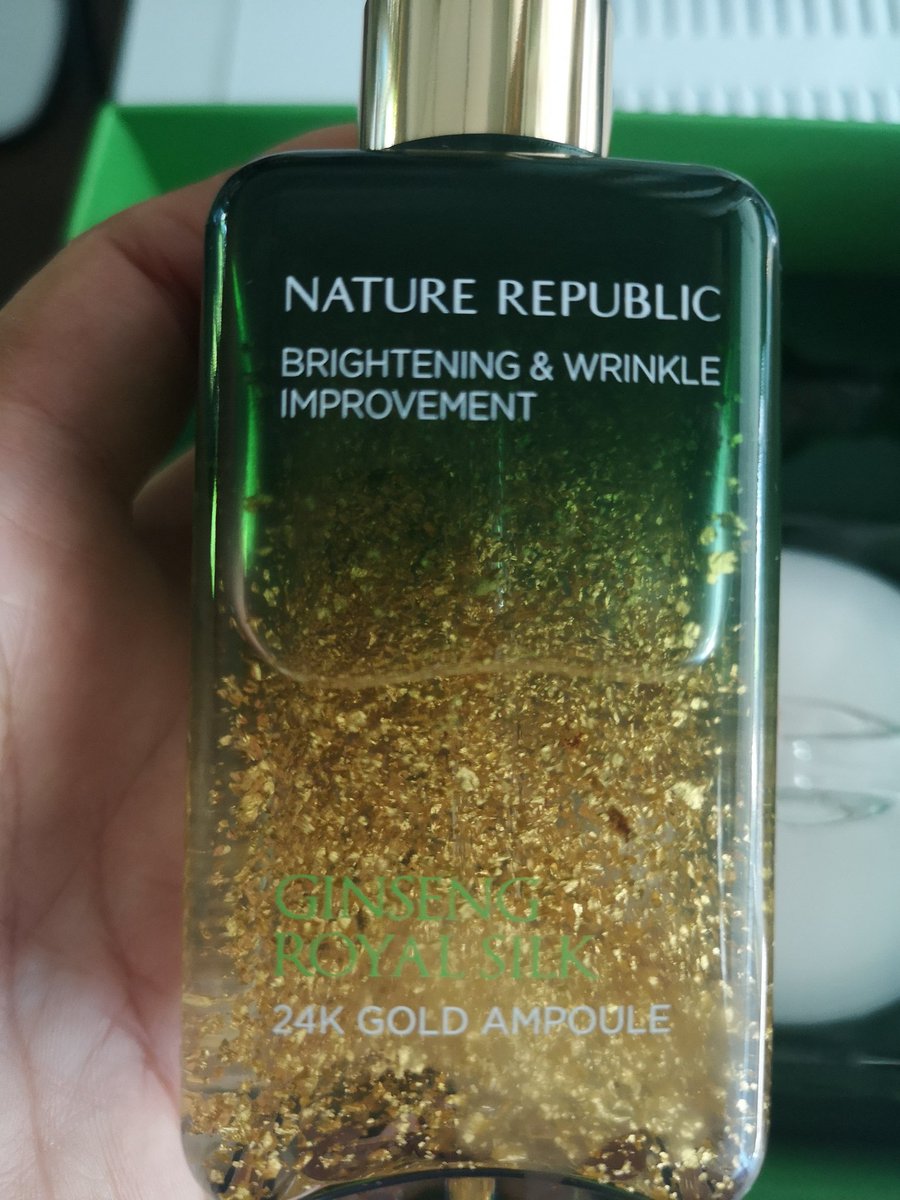 NATURE REPUBLIC
BRIGHTENING & WRINKLE
IMPROVEMENT
GINSENG
ROYAL SILK
24K GOLD AMPOULE